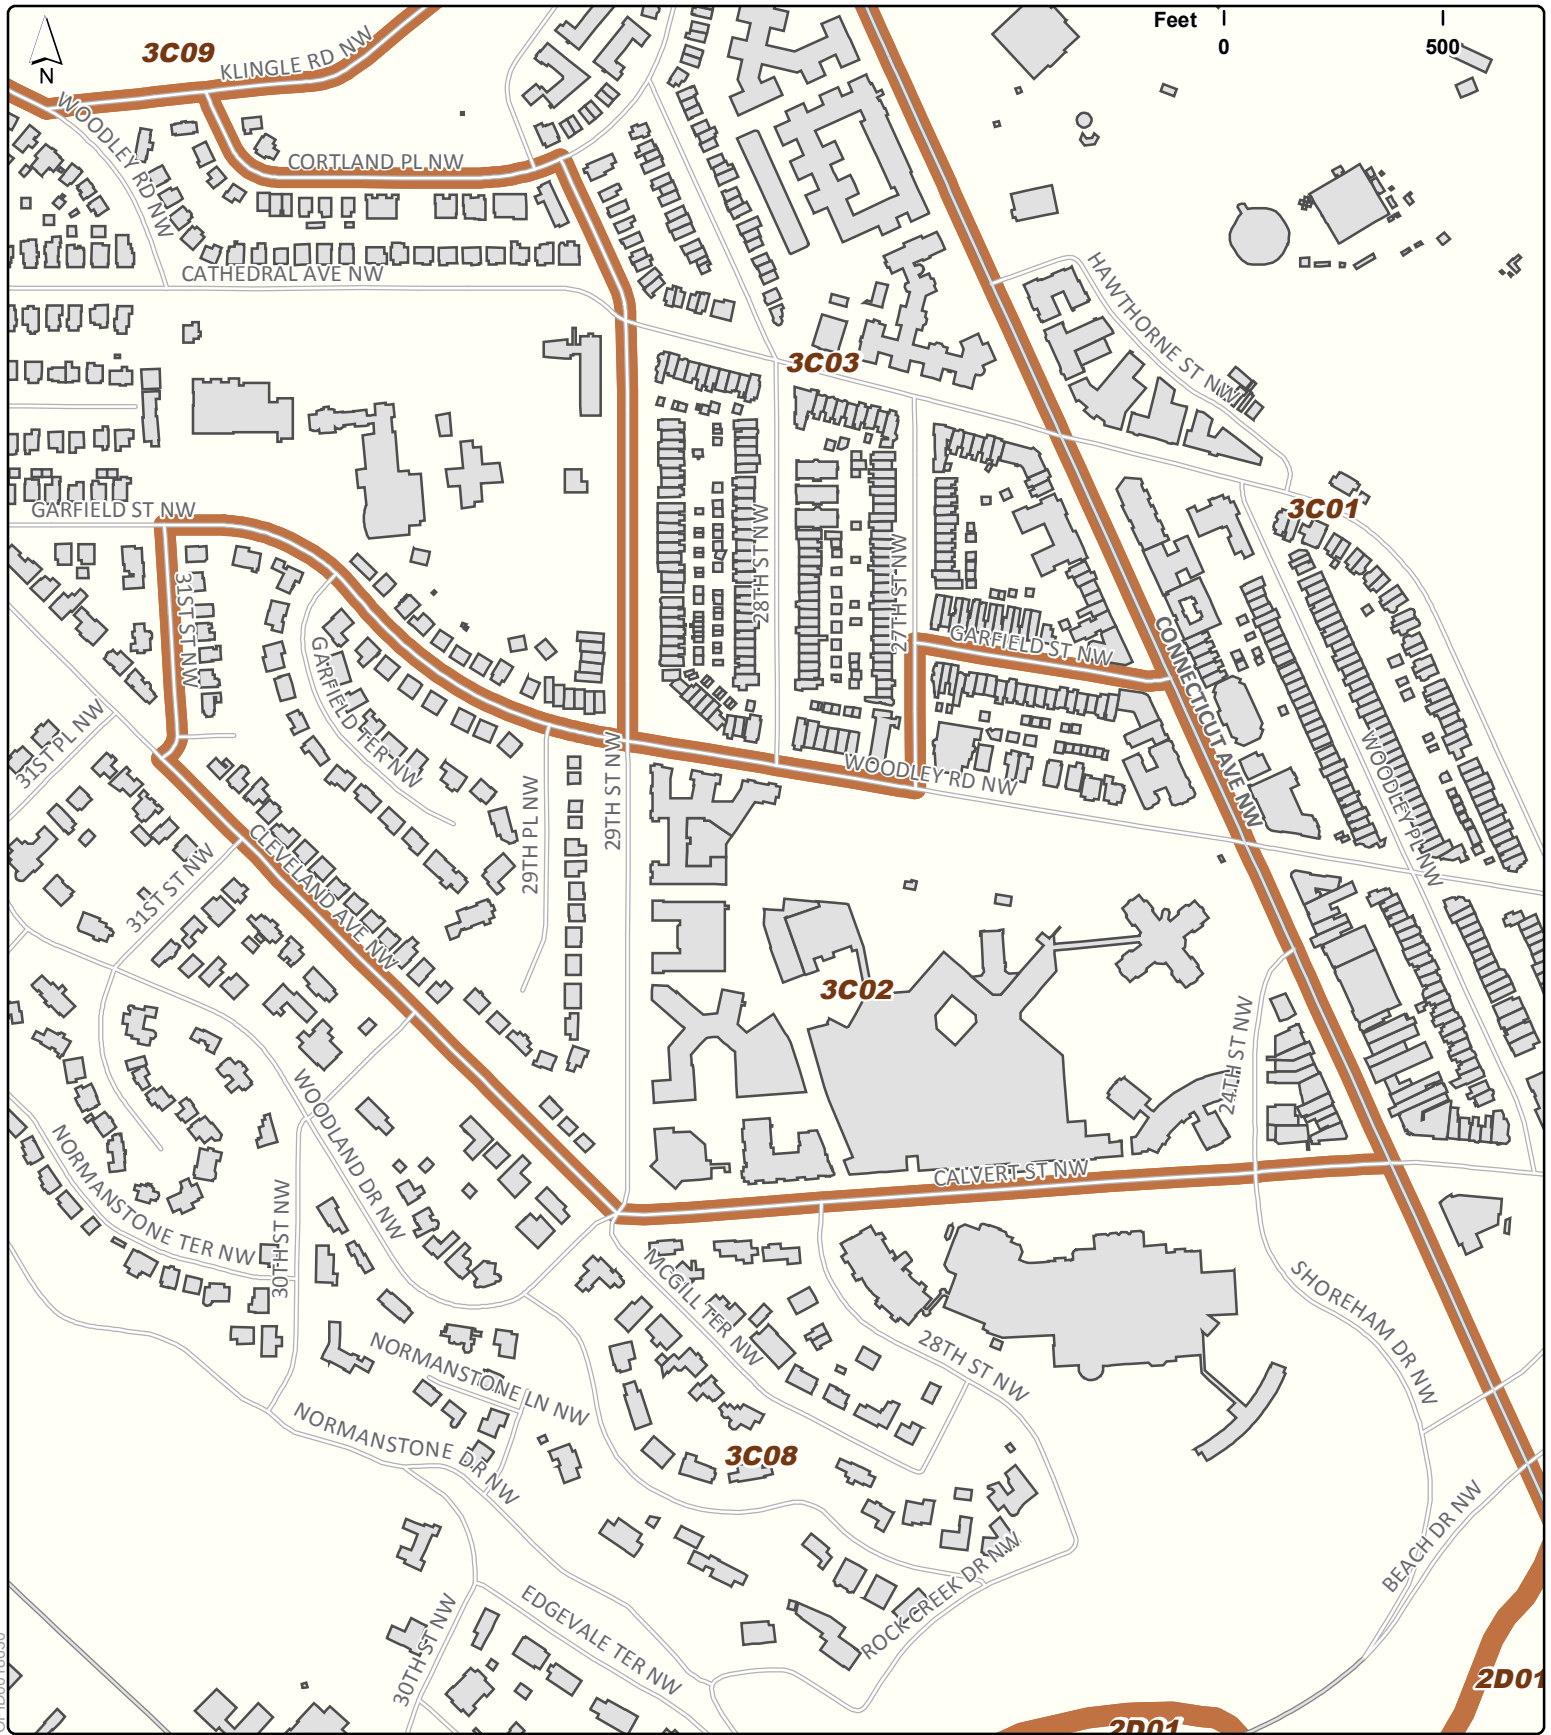 Feet
0 500
N
3C09
KLINGLE RD NW
WOODLEY RD NW
CORTLAND PL NW
CATHEDRAL AVE NW
HAWTHORNE ST NW
3C03
GARFIELD ST NW
3C01
31ST ST NW
28TH ST NW
27TH ST NW
GARFIELD ST NW
CONNECTICUT AVE NW
GARFIELD TER NW
31ST PL NW
29TH ST NW
29TH PL NW
WOODLEY RD NW
WOODLEY PL NW
CLEVELAND AVE NW
31ST ST NW
3C02
24TH ST NW
WOODLAND DR NW
NORMANSTONE TER NW
30TH ST NW
CALVERT ST NW
MCGILL TER NW
28TH ST NW
SHOREHAM DR NW
NORMANSTONE LN NW
NORMANSTONE DR NW
3C08
BEACH DR NW
ROCK CREEK DR NW
EDGEVALE TER NW
30TH ST NW
2D01
2D01